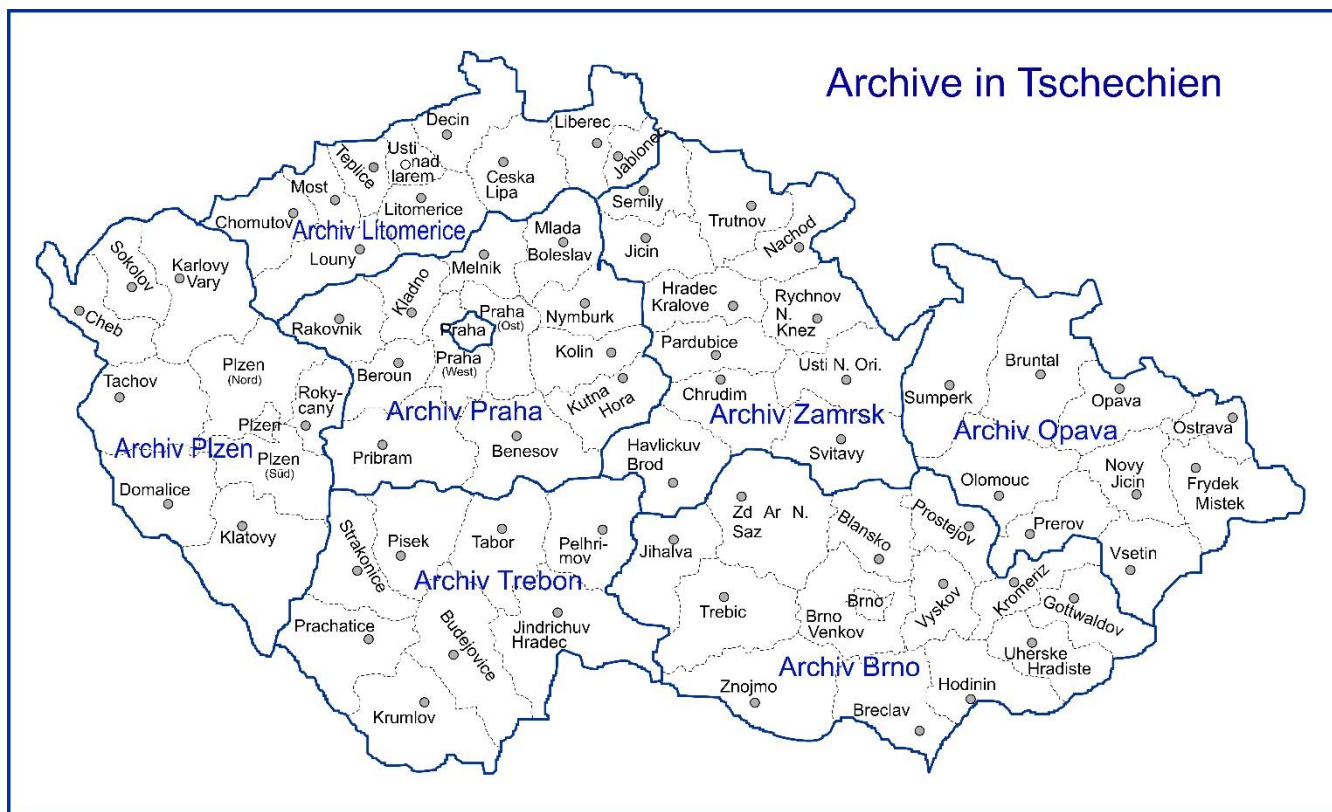 Archive in Tschechien
Decin
Liberec
Jablonec
Teplice
Usti
nad
larem
Ceska
Lipa
Most
Chomutov
Litomerice
Archiv Litomerice
Louny
Semily
Trutnov
Nachod
Jicin
Mlada
Boleslav
Melnik
Sokolov
Karlovy
Vary
Cheb
Kladno
Rakovnik
Praha
Praha
(Ost)
Praha
(West)
Nymburk
Kolin
Beroun
Kutna
Hora
Archiv Praha
Pribram
Benesov
Hradec
Kralove
Rychnov
N.
Knez
Pardubice
Usti N. Ori.
Chrudim
Archiv Zamrsk
Havlickuv
Brod
Svitavy
Tachov
Plzen
(Nord)
Roky-
cany
Plzen
Archiv Plzen
Plzen
(Süd)
Domalice
Klatovy
Bruntal
Sumperk
Opava
Ostrava
Archiv Opava
Olomouc
Novy
Jicin
Frydek
Mistek
Prerov
Vsetin
Strakonice
Pisek
Tabor
Pelhri-
mov
Archiv Trebon
Prachatice
Budejovice
Jindrichuv
Hradec
Krumlov
Zd Ar N.
Saz
Jihalva
Blansko
Prostejov
Trebic
Brno
Brno
Venkov
Vyskov
Kromeriz
Gottwaldov
Uherske
Hradiste
Archiv Brno
Znojmo
Hodinin
Breclav